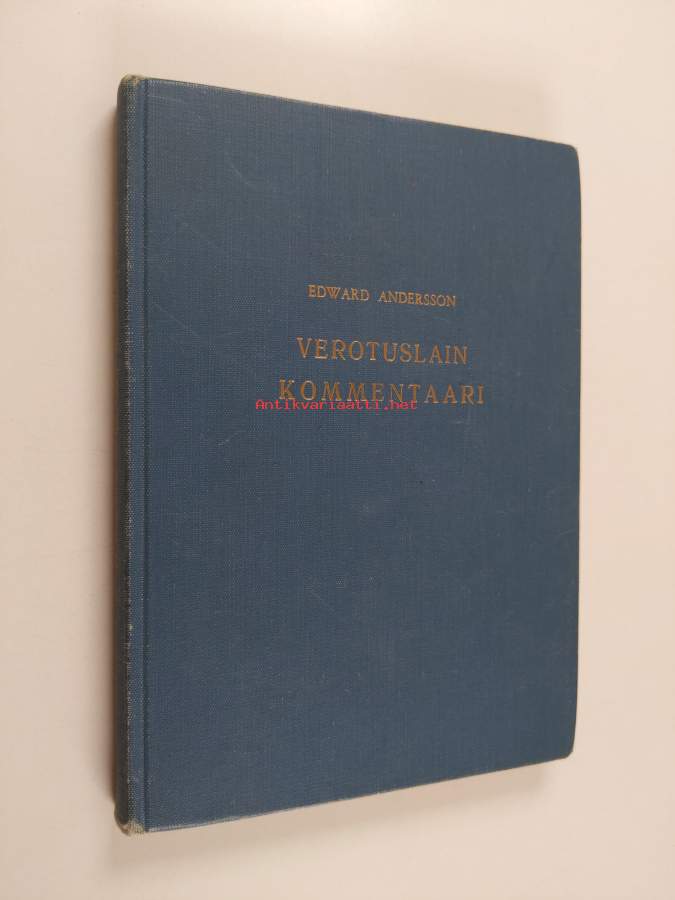 EDWARD ANDERSSON
VEROTUSLAIN
KOMMENTAARI
Antikvariaatti.net